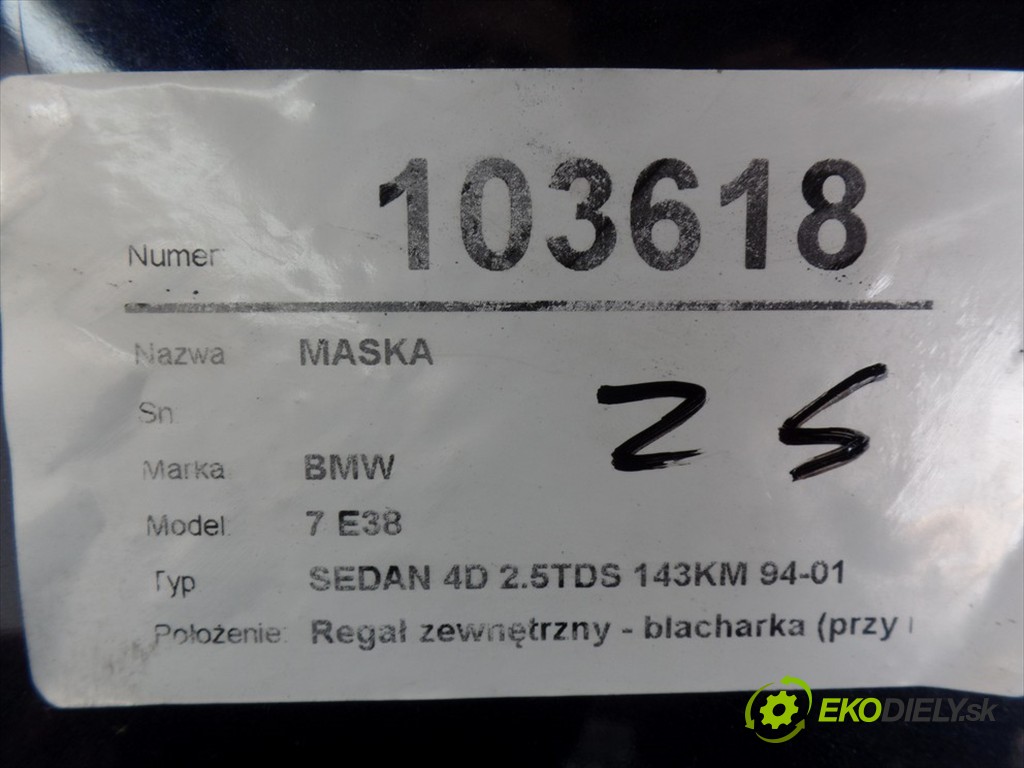 Numer: 103618
Nazwa MASKA
Sn
Marka BMW
Model: 7 E38
Typ SEDAN 4D 2.5TDS 143KM 94-01
Położenie: Regał zewnętrzny - blacharka (przy
Z S
EKODIELY.sk